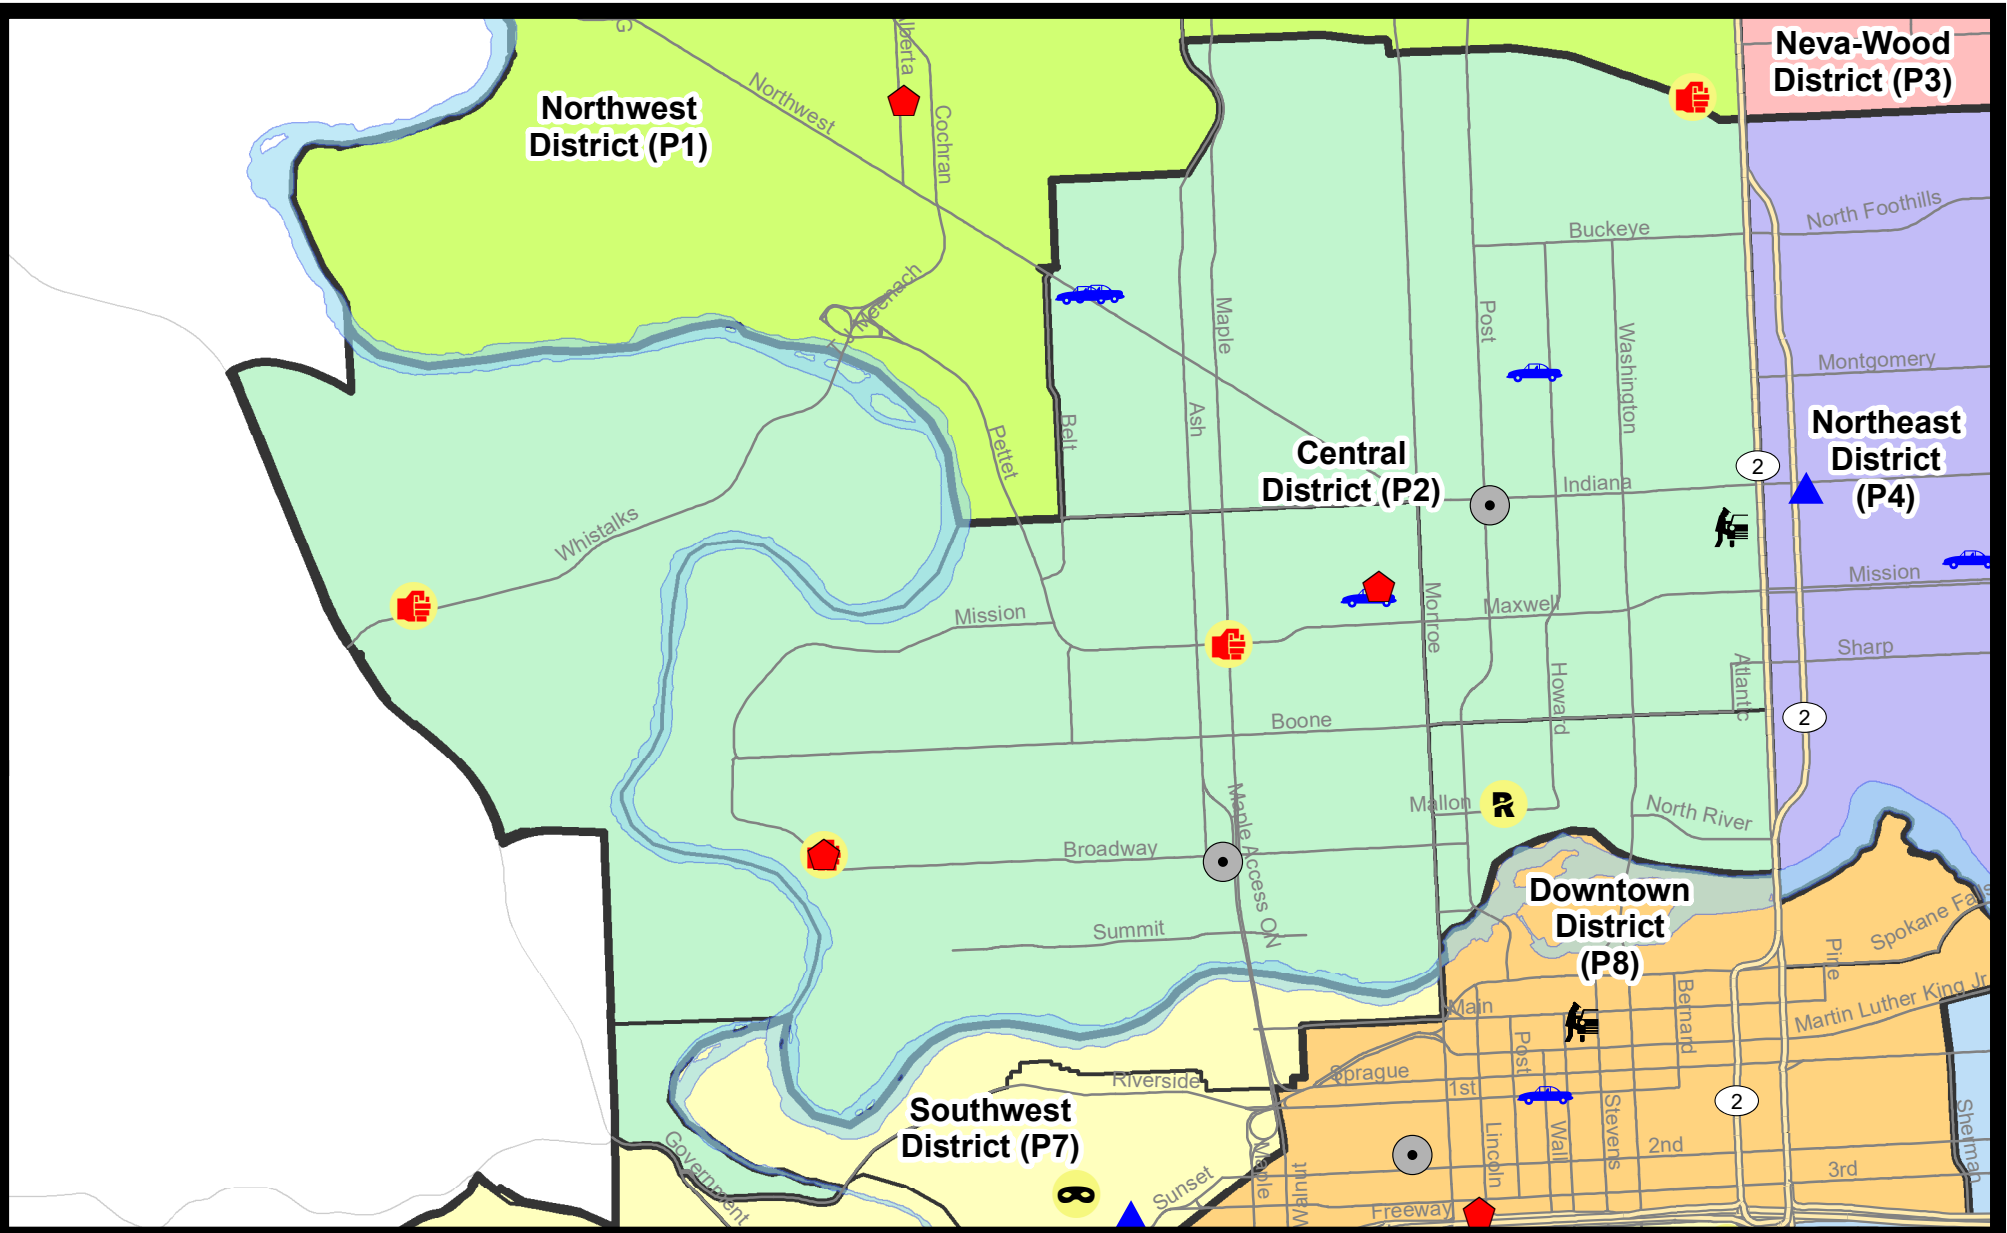 G
Northwest
Alberta
Cochran
Northwest
District (P1)
Neva-Wood
District (P3)
North Foothills
Buckeye
T J Meenach
Maple
Post
Washington
Montgomery
Belt
Ash
Pettet
Northeast
District
(P4)
Central
District (P2)
2
Indiana
Whistalks
Mission
Mission
Maxwell
Monroe
Howard
Atlantic
Sharp
2
Boone
Mallon
R
North River
Maple Access ON
Broadway
Summit
Downtown
District
(P8)
Pine
Spokane Fa
Bernard
Martin Luther King Jr
Main
Post
Sprague
1st
Riverside
2
Southwest
District (P7)
Government
Sunset
Maple
Walnut
Lincoln
Wall
Stevens
2nd
3rd
Sherman
Freeway